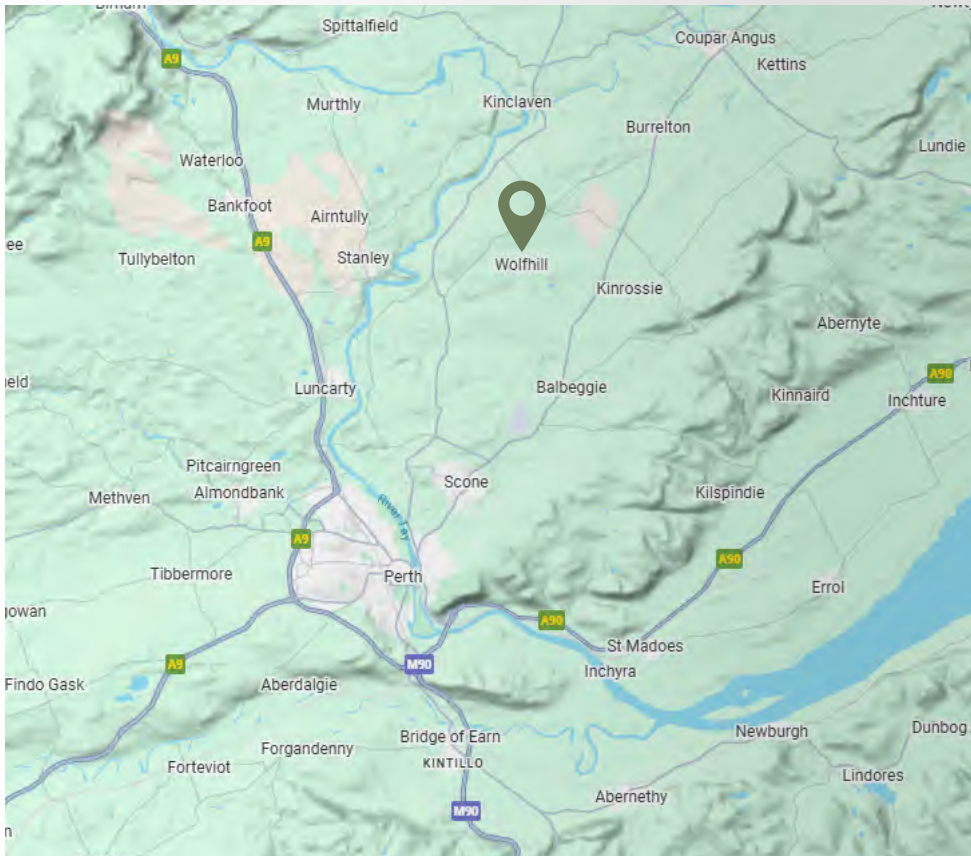 Birnam
Spittalfield
Coupar Angus
A9
Kettins
Murthly
Kinclaven
Burrelton
Lundie
Waterloo
Bankfoot
Airntully
A9
Tullybelton
Stanley
Wolfhill
Kinrossie
Abernyte
A90
Luncarty
Balbeggie
Kinnaird
Inchture
Pitcairngreen
Scone
Methven
Almondbank
Kilspindie
River Tay
A9
A90
Tibbermore
Perth
Errol
gowan
A90
St Madoes
A9
M90
Inchyra
Findo Gask
Aberdalgie
Bridge of Earn
Newburgh
Dunbog
Forgandenny
KINTILLO
Forteviot
Lindores
Abernethy
M90